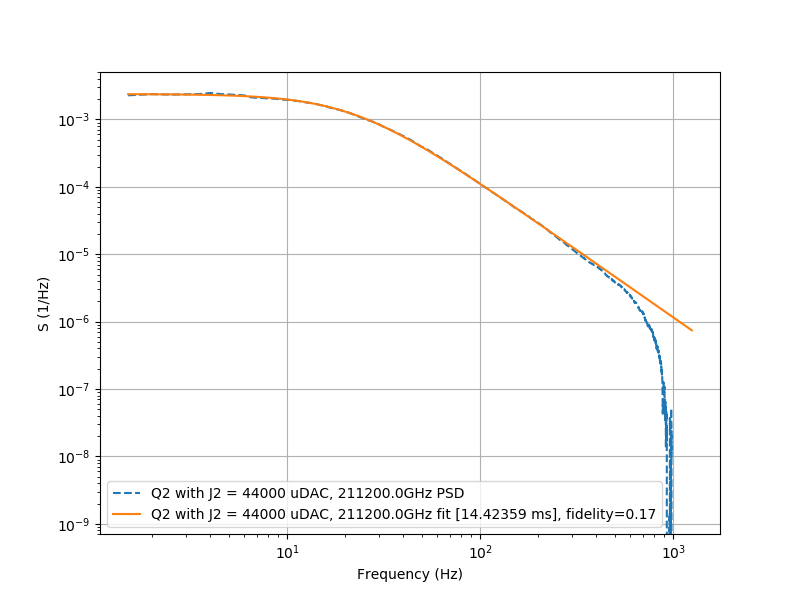 S (1/Hz)
10⁻³
10⁻⁴
10⁻⁵
10⁻⁶
10⁻⁷
10⁻⁸
10⁻⁹
Q2 with J2 = 44000 uDAC, 211200.0GHz PSD
Q2 with J2 = 44000 uDAC, 211200.0GHz fit [14.42359 ms], fidelity=0.17
10¹
10²
10³
Frequency (Hz)